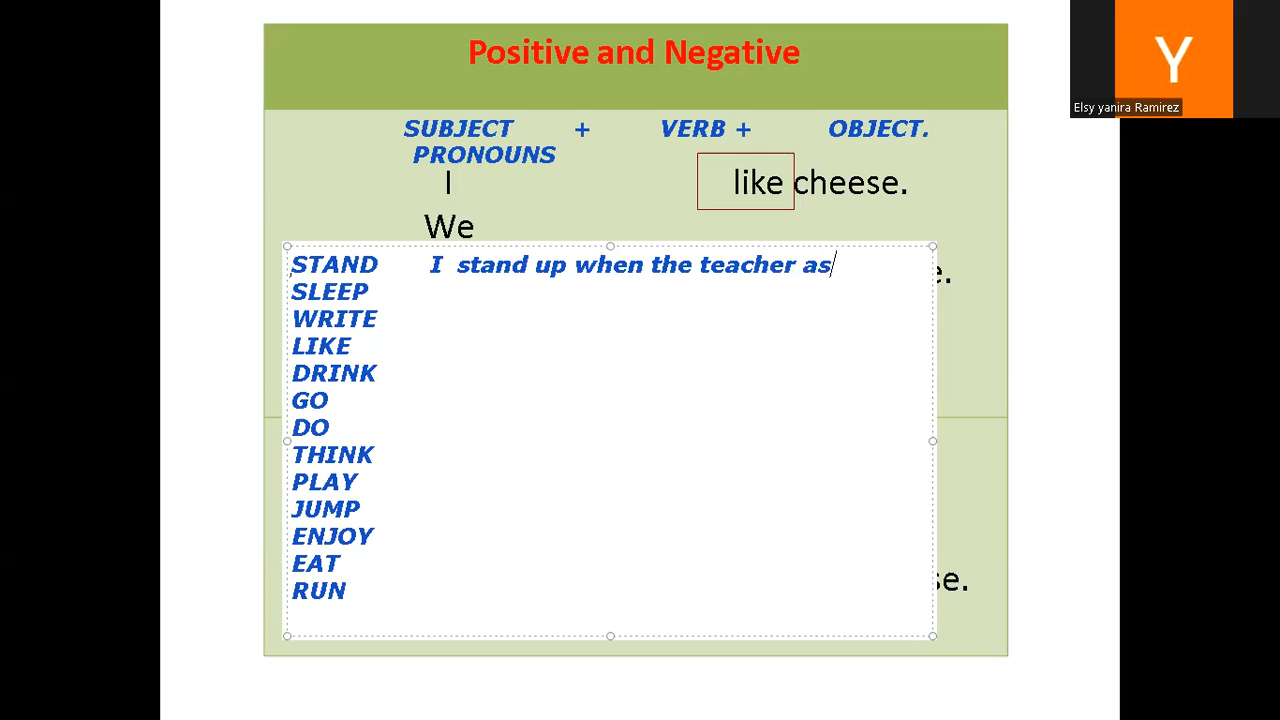 Positive and Negative
SUBJECT + VERB + OBJECT.
PRONOUNS
I like cheese.
We
STAND I stand up when the teacher as
SLEEP
WRITE
LIKE
DRINK
GO
DO
THINK
PLAY
JUMP
ENJOY
EAT
RUN
Y
Elsy yanira Ramirez